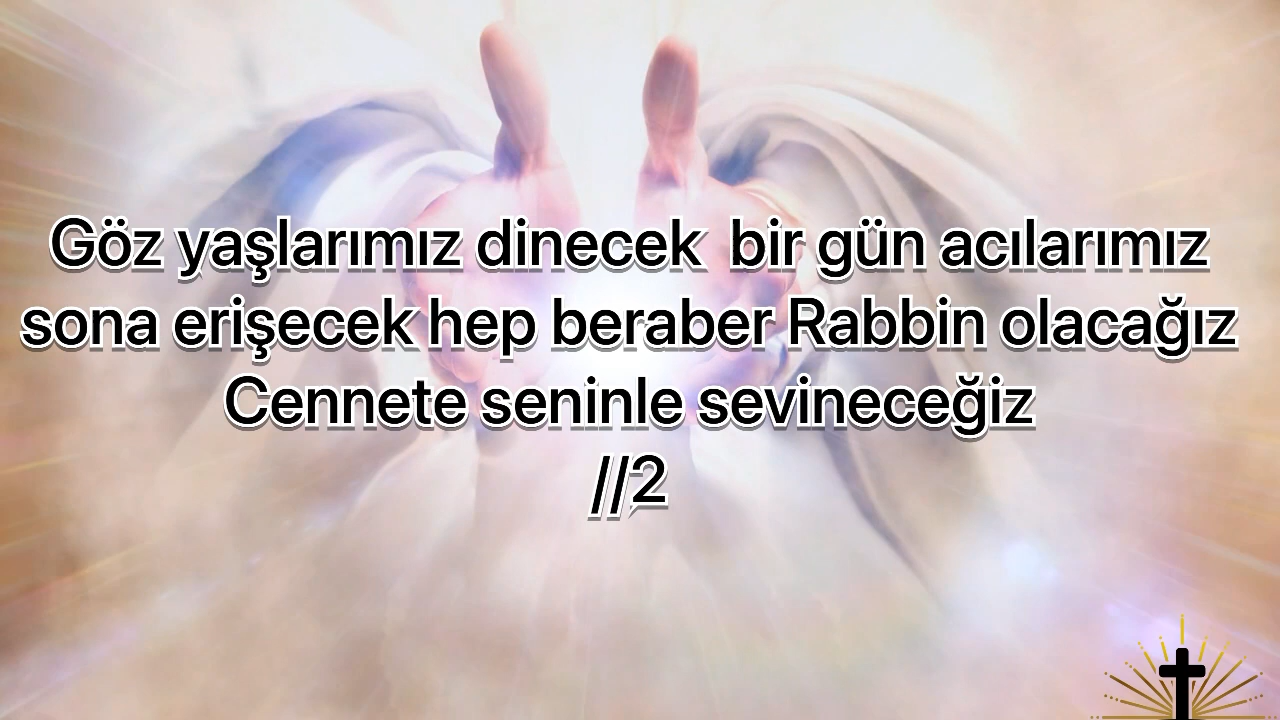 Göz yaşlarımız dinecek  bir gün acılarımız
sona erişecek hep beraber Rabbin olacağız
Cennete seninle sevineceğiz
//2